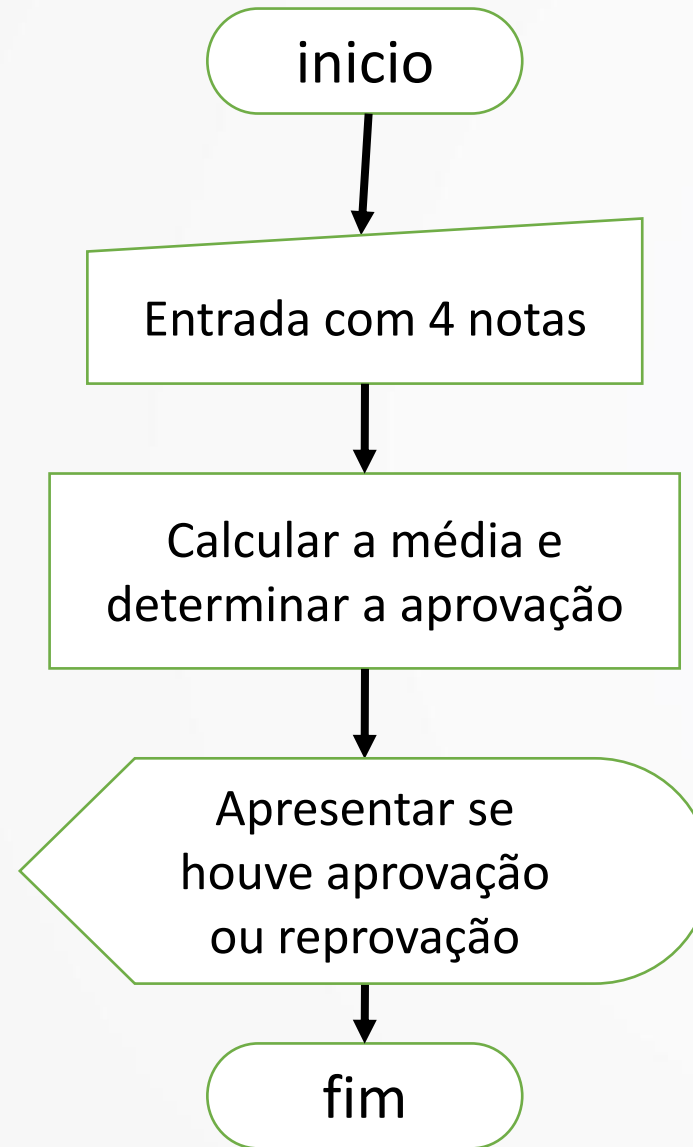 inicio
Entrada com 4 notas
Calcular a média e
determinar a aprovação
Apresentar se
houve aprovação
ou reprovação
fim